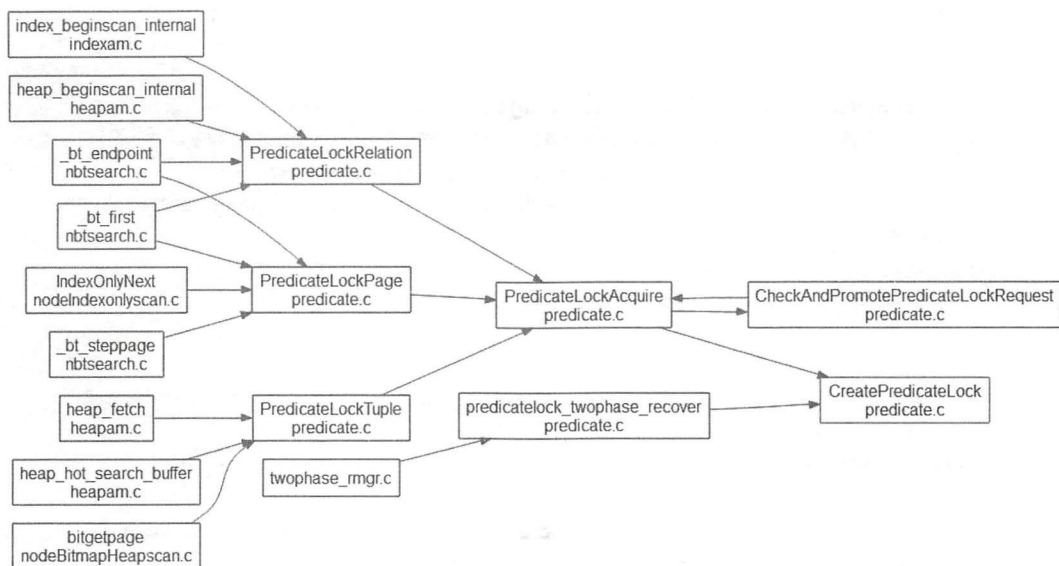 index_beginscan_internal
indexam.c
heap_beginscan_internal
heapam.c
_bt_endpoint
nbtsearch.c
PredicateLockRelation
predicate.c
_bt_first
nbtsearch.c
IndexOnlyNext
nodeIndexonlyscan.c
PredicateLockPage
predicate.c
PredicateLockAcquire
predicate.c
CheckAndPromotePredicateLockRequest
predicate.c
_bt_steppage
nbtsearch.c
CreatePredicateLock
predicate.c
heap_fetch
heapam.c
PredicateLockTuple
predicate.c
predicatelock_twophase_recover
predicate.c
heap_hot_search_buffer
heapam.c
twophase_rmgr.c
bitgetpage
nodeBitmapHeapscan.c